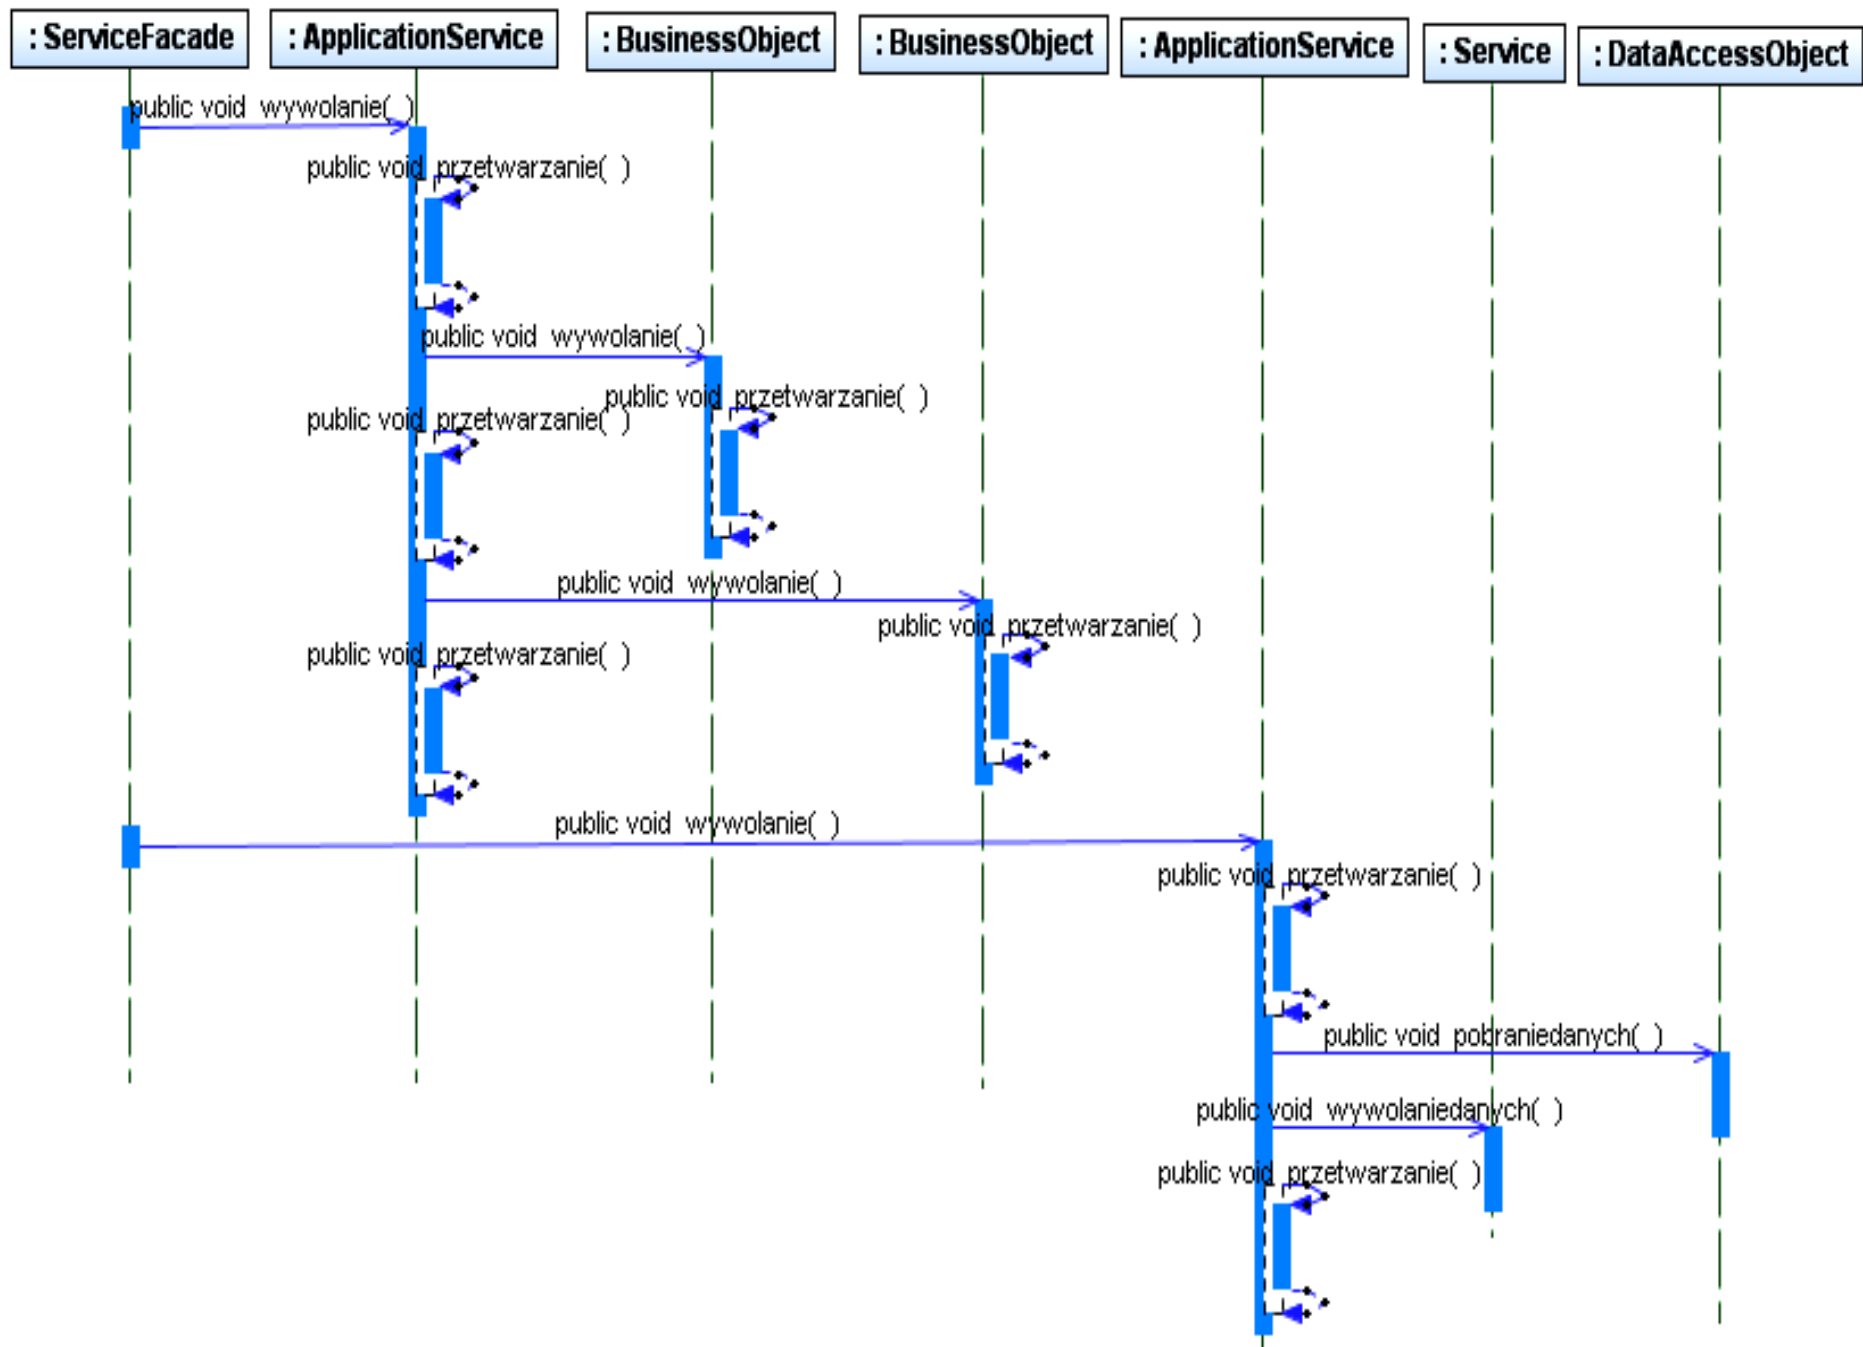 : ServiceFacade
: ApplicationService
: BusinessObject
: BusinessObject
: ApplicationService
: Service
: DataAccessObject
public void wywolanie( )
public void przetwarzanie( )
public void wywolanie( )
public void przetwarzanie( )
public void przetwarzanie( )
public void wywolanie( )
public void przetwarzanie( )
public void przetwarzanie( )
public void wywolanie( )
public void przetwarzanie( )
public void pobraniedanych( )
public void wywolaniedanych( )
public void przetwarzanie( )